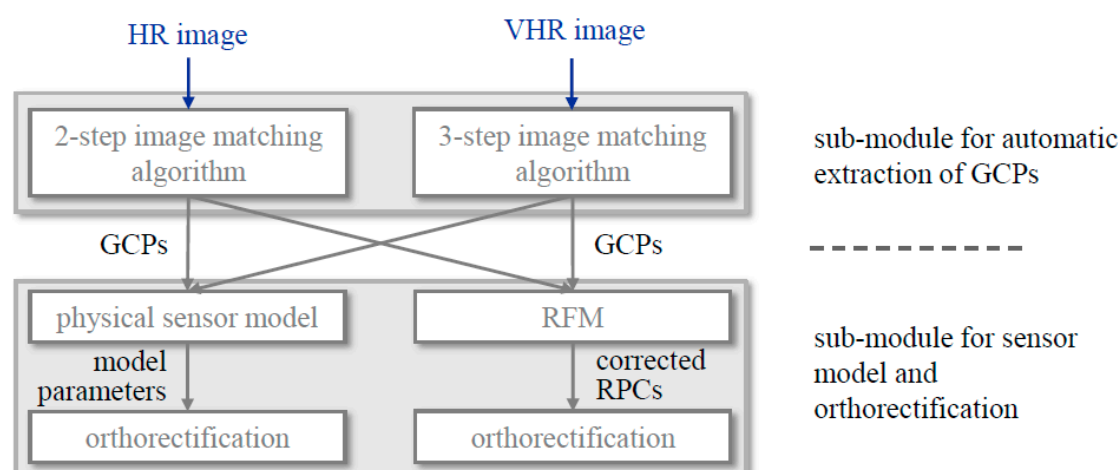 HR image
VHR image
2-step image matching
algorithm
3-step image matching
algorithm
sub-module for automatic
extraction of GCPs
GCPs
GCPs
physical sensor model
RFM
model
parameters
corrected
RPCs
sub-module for sensor
model and
orthorectification
orthorectification
orthorectification